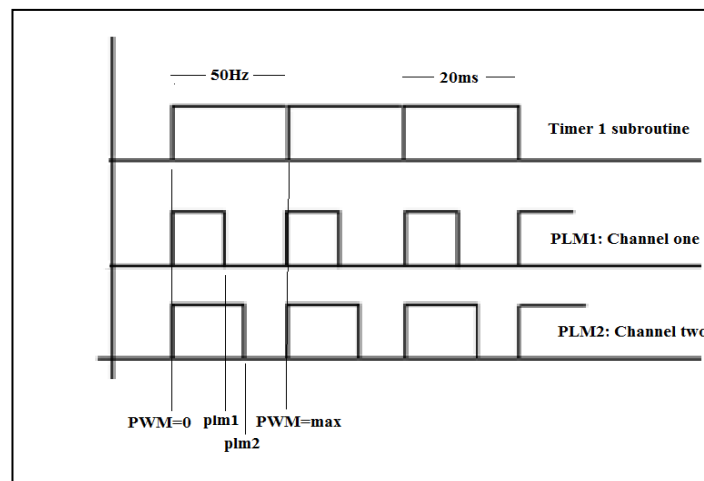 50Hz
20ms
Timer 1 subroutine
PLM1: Channel one
PLM2: Channel two
PWM=0
plm1
PWM=max
plm2